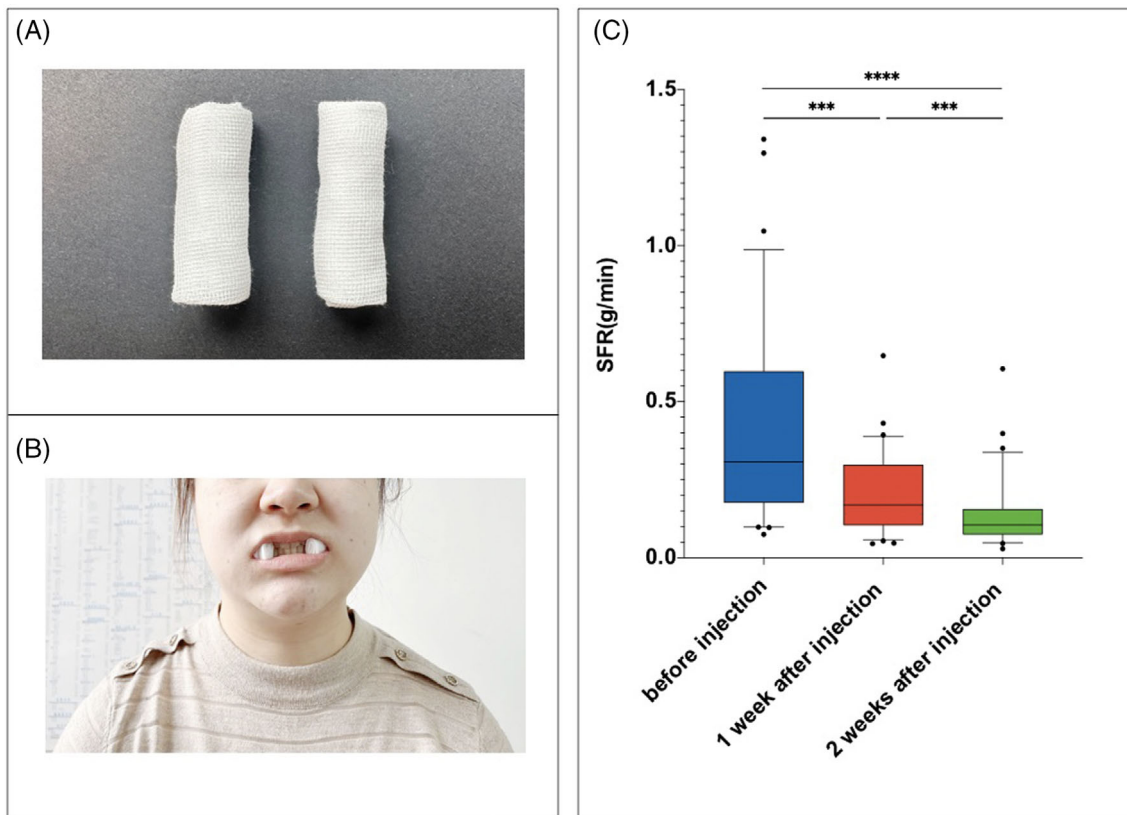 (A)
(B)
(C)
****
*** ***
1.5
1.0
0.5
0.0
SFR(g/min)
before injection
1 week after injection
2 weeks after injection